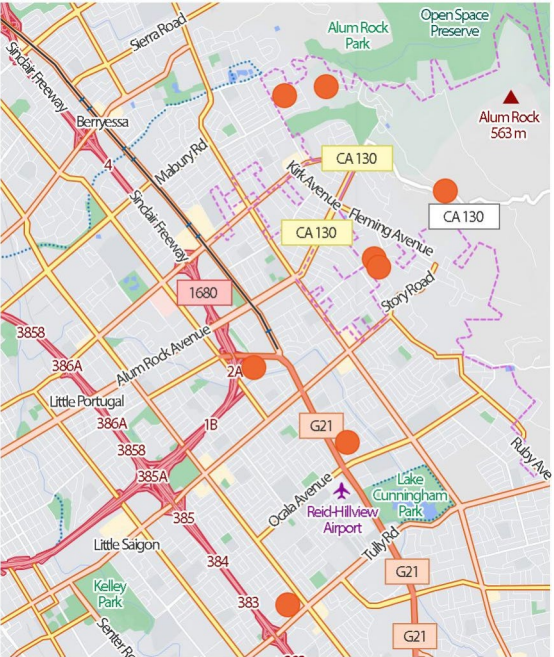 Sierra Road
Alum Rock
Park
Open Space
Preserve
Sinclair Freeway
Berryessa
Alum Rock
563 m
4
Mabury Rd
CA 130
Kirk Avenue
Fleming Avenue
CA 130
Sinclair Freeway
CA 130
1680
Story Road
3858
Alum Rock Avenue
386A
2A
Little Portugal
386A
1B
G21
3858
385A
Ruby Ave
Ocala Avenue
Lake
Cunningham
Park
Reid-Hillview
Airport
385
Little Saigon
Tully Rd
384
G21
Kelley
Park
383
Senter Ro
G21